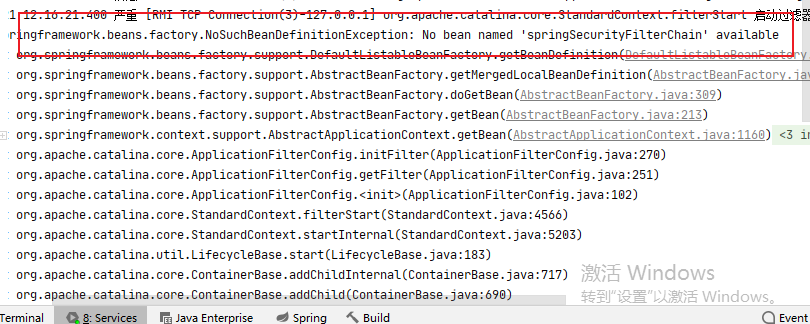 12.16.21.400 严重 [RMI TCP Connection(3)-127.0.0.1] org.apache.catalina.core.StandardContext.filterStart 启动过滤器
ringframework.beans.factory.NoSuchBeanDefinitionException: No bean named 'springSecurityFilterChain' available
org.springframework.beans.factory.support.DefaultListableBeanFactory.getBeanDefinition(DefaultListableBeanFactory.
org.springframework.beans.factory.support.AbstractBeanFactory.getMergedLocalBeanDefinition(AbstractBeanFactory.jav
org.springframework.beans.factory.support.AbstractBeanFactory.doGetBean(AbstractBeanFactory.java:309)
org.springframework.beans.factory.support.AbstractBeanFactory.getBean(AbstractBeanFactory.java:213)
org.springframework.context.support.AbstractApplicationContext.getBean(AbstractApplicationContext.java:1160) <3 in
org.apache.catalina.core.ApplicationFilterConfig.initFilter(ApplicationFilterConfig.java:270)
org.apache.catalina.core.ApplicationFilterConfig.getFilter(ApplicationFilterConfig.java:251)
org.apache.catalina.core.ApplicationFilterConfig.<init>(ApplicationFilterConfig.java:102)
org.apache.catalina.core.StandardContext.filterStart(StandardContext.java:4566)
org.apache.catalina.core.StandardContext.startInternal(StandardContext.java:5203)
org.apache.catalina.util.LifecycleBase.start(LifecycleBase.java:183)
org.apache.catalina.core.ContainerBase.addChildInternal(ContainerBase.java:717)
org.apache.catalina.core.ContainerBase.addChild(ContainerBase.java:690)
激活 Windows
转到“设置”以激活 Windows。
Terminal 8: Services Java Enterprise Spring Build Event